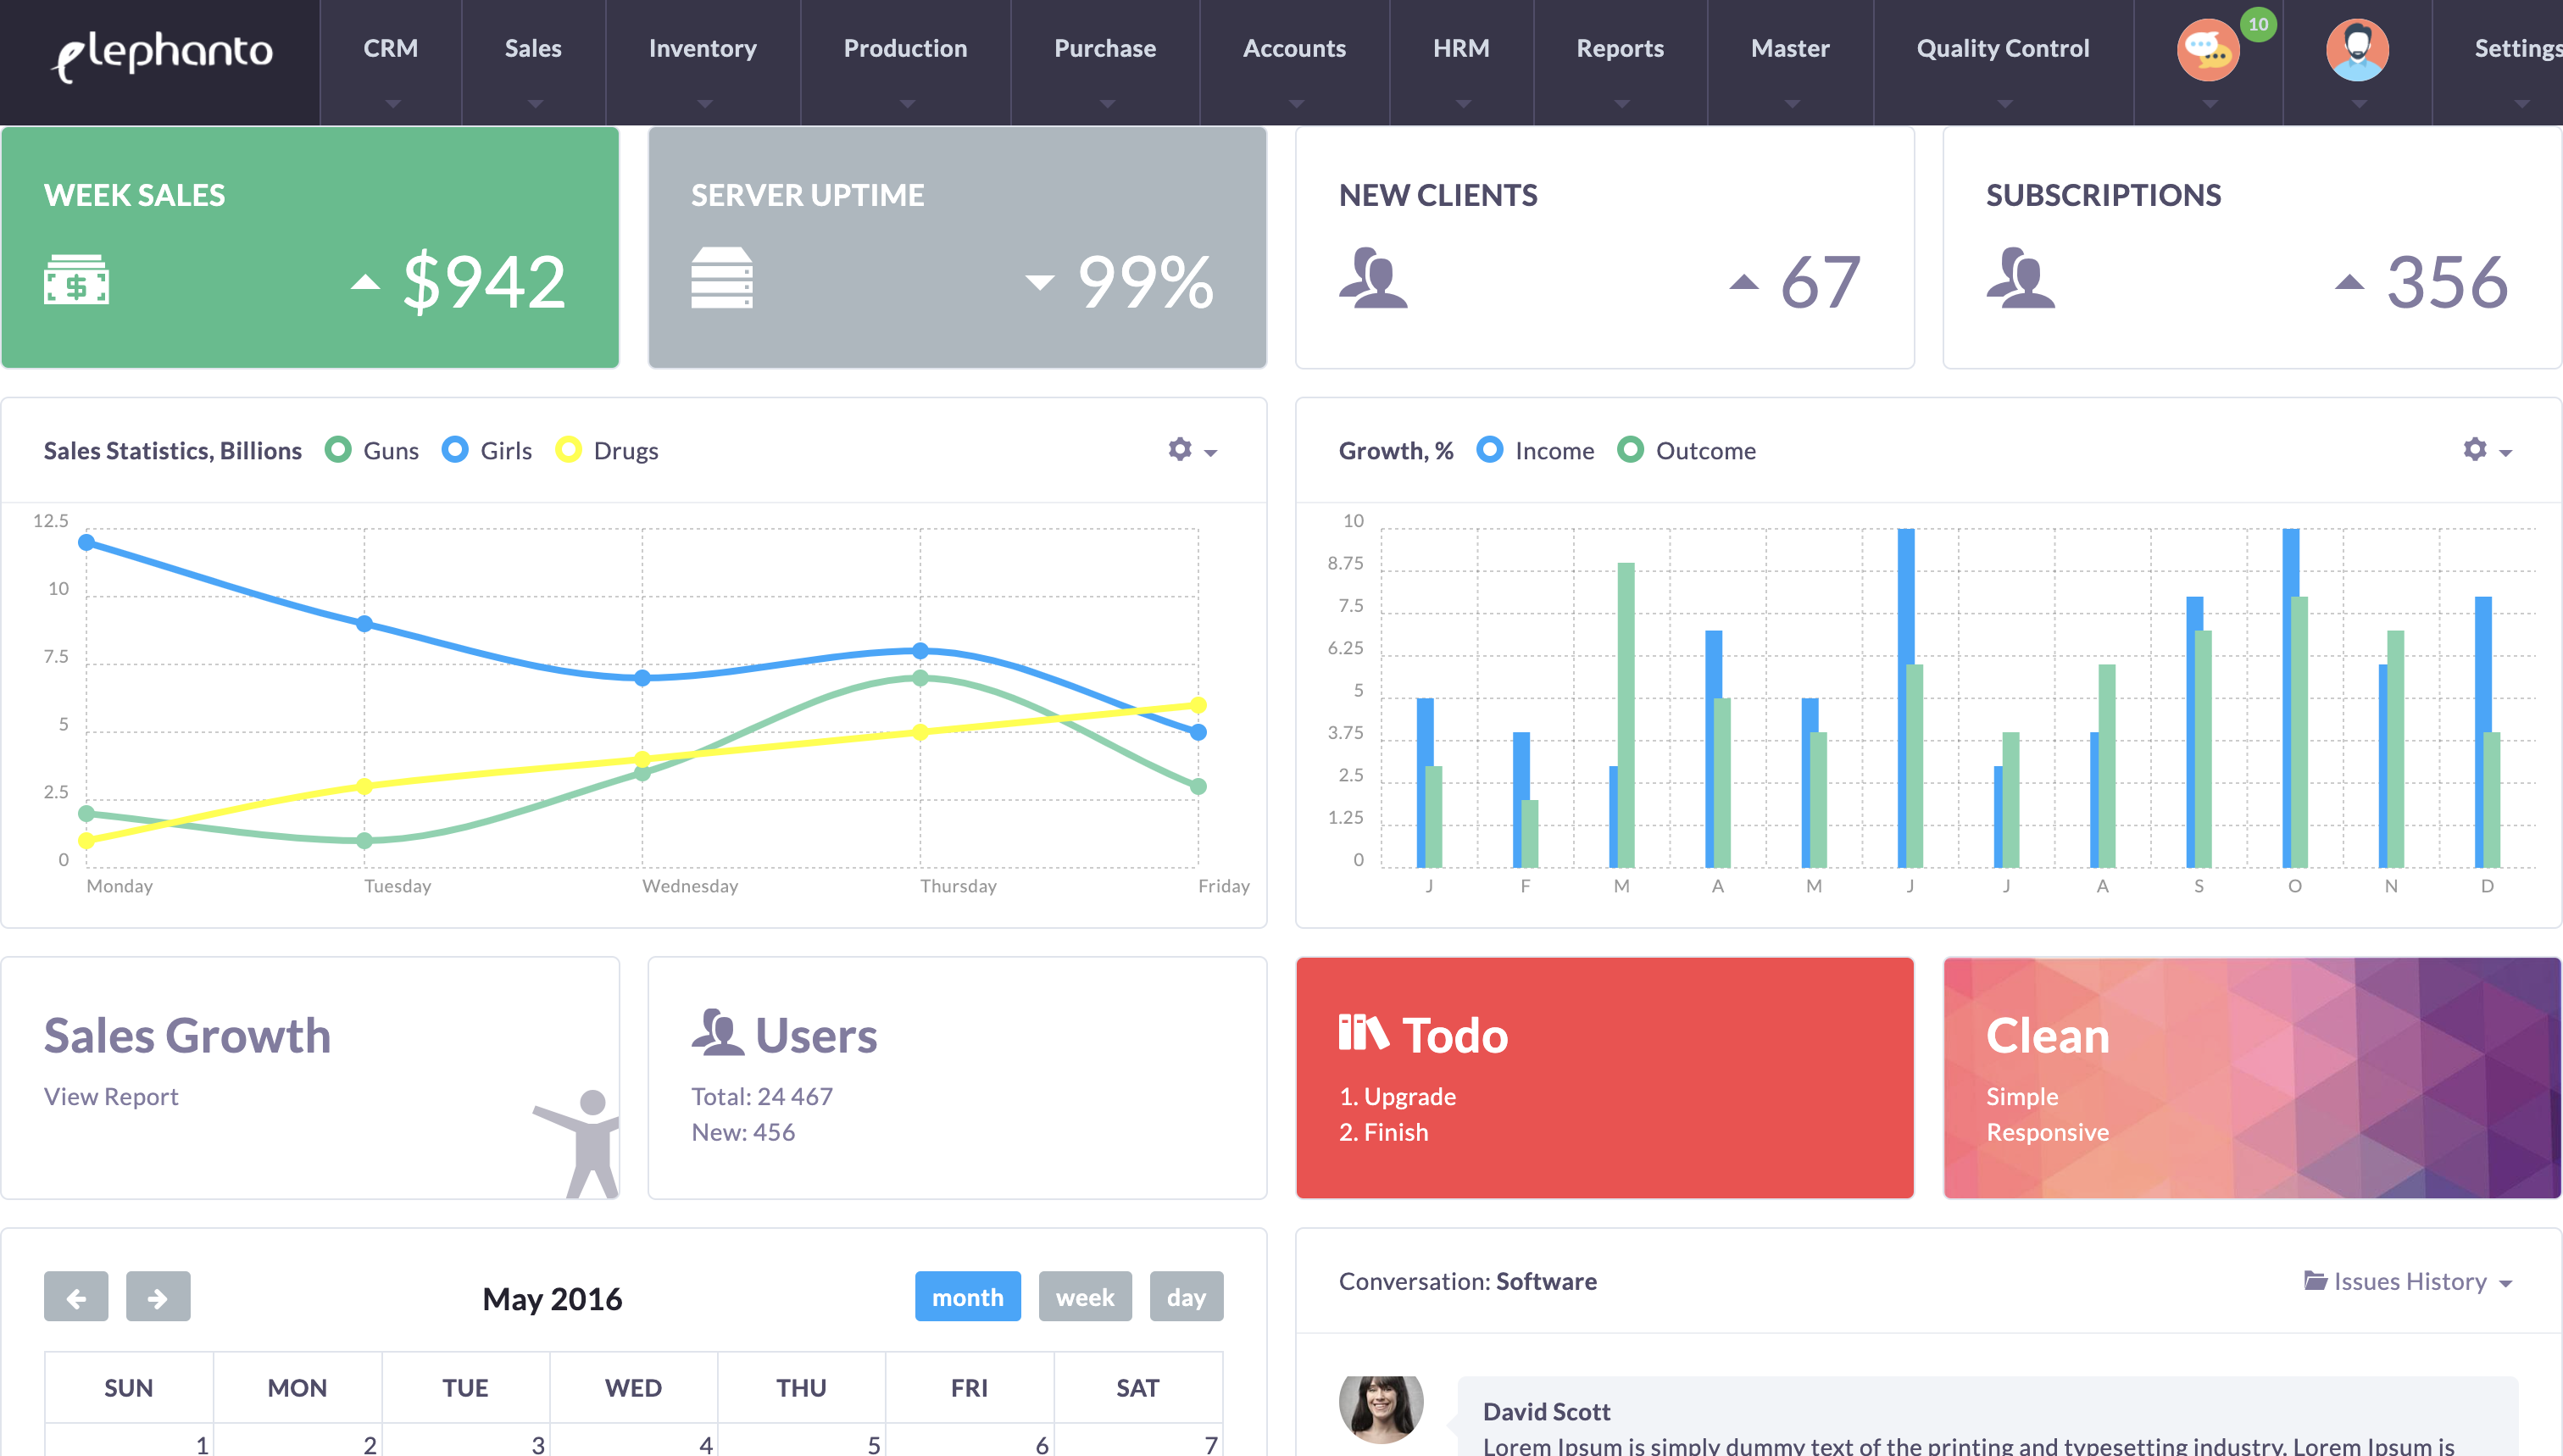 elephanto
CRM
Sales
Inventory
Production
Purchase
Accounts
HRM
Reports
Master
Quality Control
10
Settings
WEEK SALES
$942
SERVER UPTIME
99%
NEW CLIENTS
67
SUBSCRIPTIONS
356
Sales Statistics, Billions Guns Girls Drugs
12.5
10
7.5
5
2.5
0
Monday Tuesday Wednesday Thursday Friday
Growth, % Income Outcome
10
8.75
7.5
6.25
5
3.75
2.5
1.25
0
J F M A M J J A S O N D
Sales Growth
View Report
Users
Total: 24 467
New: 456
Todo
1. Upgrade
2. Finish
Clean
Simple
Responsive
May 2016
month week day
SUN MON TUE WED THU FRI SAT
1 2 3 4 5 6 7
Conversation: Software
Issues History
David Scott
Lorem Ipsum is simply dummy text of the printing and typesetting industry. Lorem Ipsum is